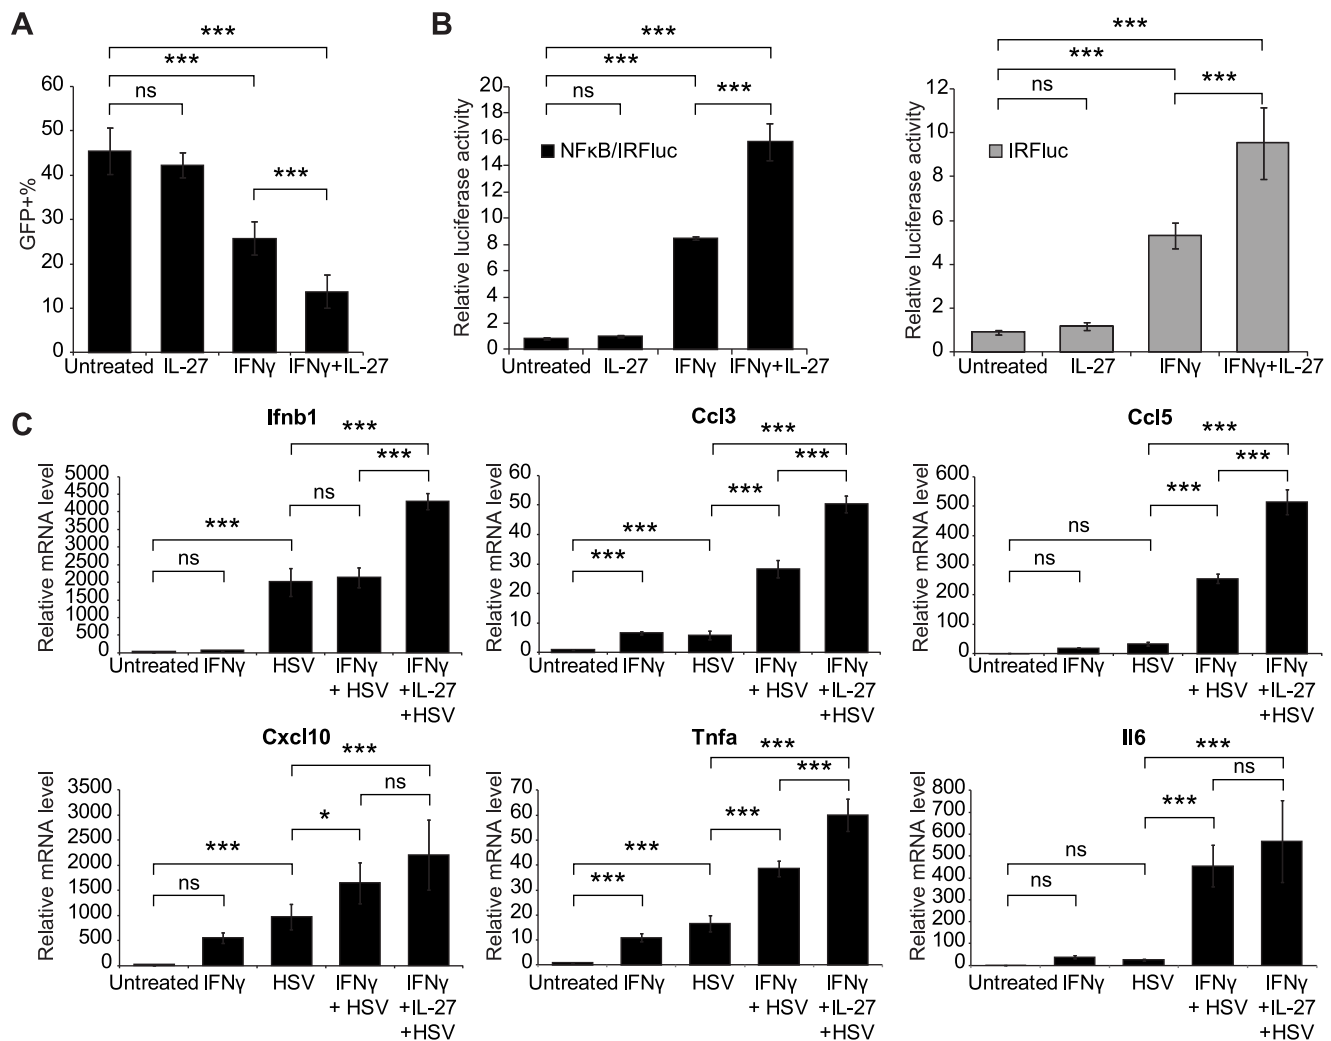 A
***
***
ns
***
60
50
40
30
20
10
0
GFP+%
Untreated IL-27 IFNγ IFNγ+IL-27
B
***
***
ns
***
NFκB/IRFluc
20
18
16
14
12
10
8
6
4
2
0
Relative luciferase activity
Untreated IL-27 IFNγ IFNγ+IL-27
***
***
ns
***
IRFluc
12
10
8
6
4
2
0
Relative luciferase activity
Untreated IL-27 IFNγ IFNγ+IL-27
C
Ifnb1
***
***
ns
***
ns
5000
4500
4000
3500
3000
2500
2000
1500
1000
500
0
Relative mRNA level
Untreated IFNγ HSV IFNγ IFNγ
+ HSV +IL-27
+HSV
Ccl3
***
***
***
***
***
60
50
40
30
20
10
0
Relative mRNA level
Untreated IFNγ HSV IFNγ IFNγ
+ HSV +IL-27
+HSV
Ccl5
***
***
***
ns
ns
600
500
400
300
200
100
0
Relative mRNA level
Untreated IFNγ HSV IFNγ IFNγ
+ HSV +IL-27
+HSV
Cxcl10
***
ns
*
***
ns
3500
3000
2500
2000
1500
1000
500
0
Relative mRNA level
Untreated IFNγ HSV IFNγ IFNγ
+ HSV +IL-27
+HSV
Tnfa
***
***
***
***
***
70
60
50
40
30
20
10
0
Relative mRNA level
Untreated IFNγ HSV IFNγ IFNγ
+ HSV +IL-27
+HSV
Il6
***
ns
***
ns
ns
800
700
600
500
400
300
200
100
0
Relative mRNA level
Untreated IFNγ HSV IFNγ IFNγ
+ HSV +IL-27
+HSV